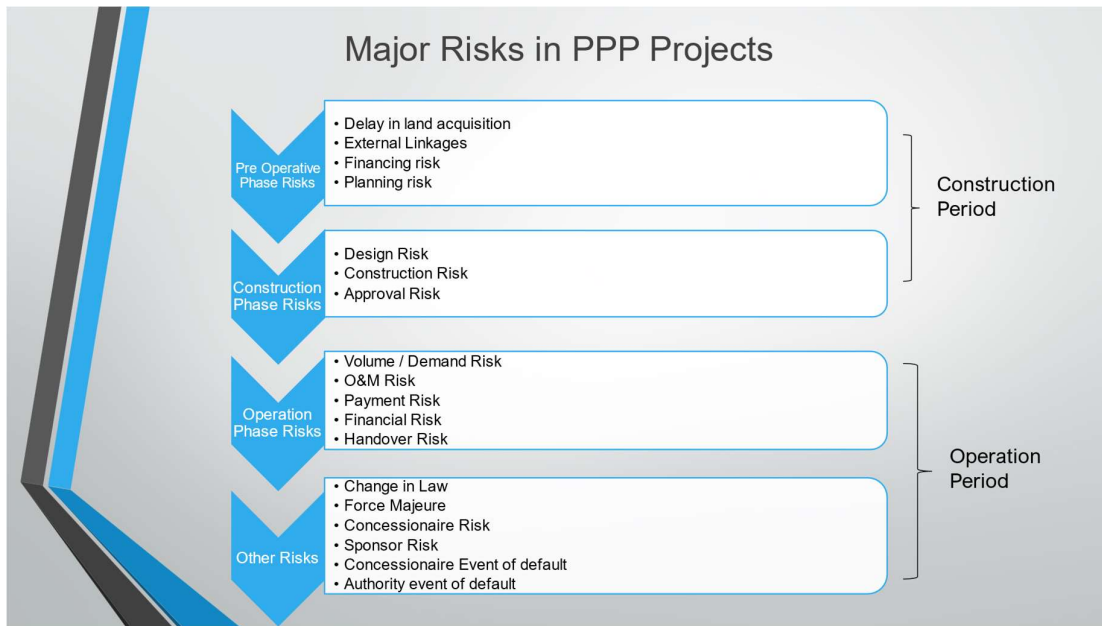 Major Risks in PPP Projects
Pre Operative
Phase Risks
• Delay in land acquisition
• External Linkages
• Financing risk
• Planning risk
Construction
Phase Risks
• Design Risk
• Construction Risk
• Approval Risk
Construction
Period
Operation
Phase Risks
• Volume / Demand Risk
• O&M Risk
• Payment Risk
• Financial Risk
• Handover Risk
Other Risks
• Change in Law
• Force Majeure
• Concessionaire Risk
• Sponsor Risk
• Concessionaire Event of default
• Authority event of default
Operation
Period